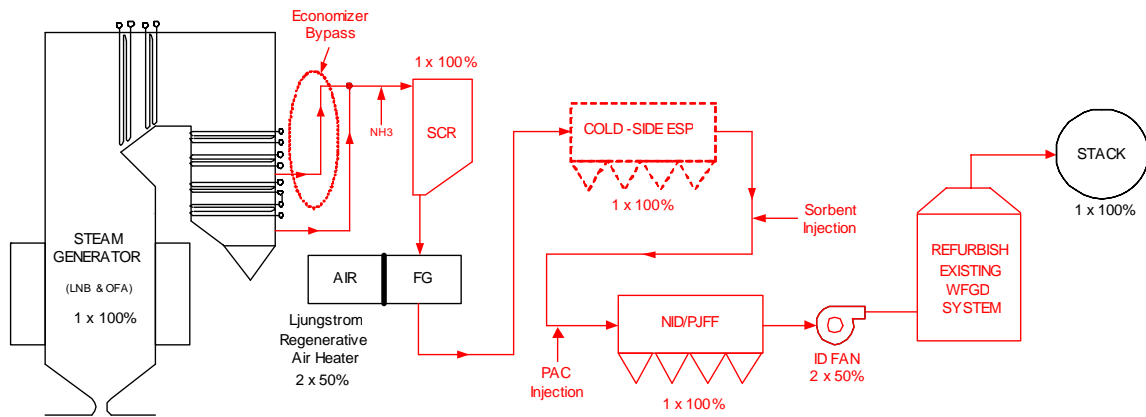 Economizer
Bypass
1 x 100%
NH3
SCR
COLD -SIDE ESP
1 x 100%
Sorbent
Injection
STACK
1 x 100%
STEAM
GENERATOR
(LNB & OFA)
1 x 100%
AIR
FG
Ljungstrom
Regenerative
Air Heater
2 x 50%
PAC
Injection
NID/PJFF
1 x 100%
ID FAN
2 x 50%
REFURBISH
EXISTING
WFGD
SYSTEM